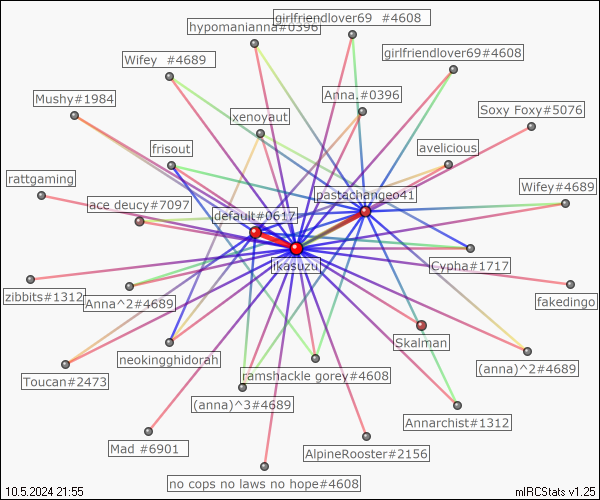 girlfriendlover69 #4608
hypomanianna#0396
girlfriendlover69#4608
Wifey #4689
Mushy#1984
Anna.#0396
Soxy Foxy#5076
xenoyaut
frisout
avelicious
rattgaming
pastachangeo41
Wifey#4689
ace deucy#7097
default#0617
ikasuzu
Cypha#1717
zibbits#1312
Anna^2#4689
fakedingo
Skalman
neokingghidorah
ramshackle gorey#4608
(anna)^2#4689
Toucan#2473
(anna)^3#4689
Annarchist#1312
Mad #6901
AlpineRooster#2156
no cops no laws no hope#4608
10.5.2024 21:55
mIRCStats v1.25